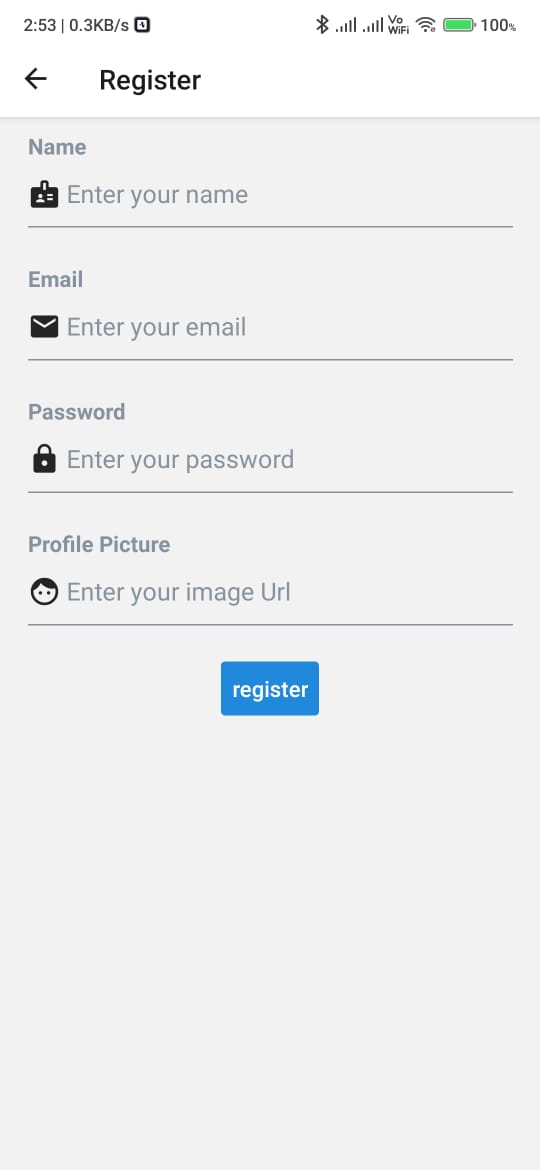 2:53 | 0.3KB/s Vo WiFi 100%
Register
Name
Enter your name
Email
Enter your email
Password
Enter your password
Profile Picture
Enter your image Url
register